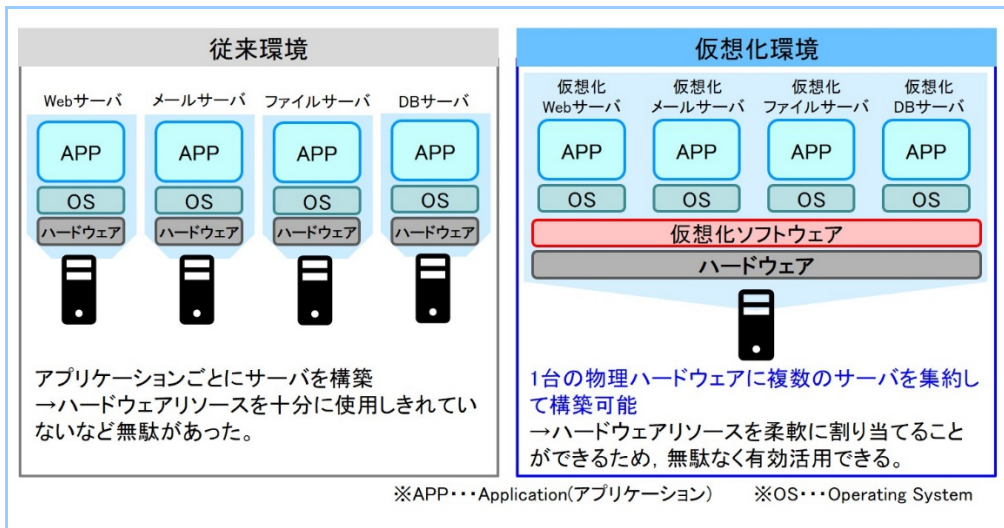 従来環境
Webサーバ メールサーバ ファイルサーバ DBサーバ
APP APP APP APP
OS OS OS OS
ハードウェア ハードウェア ハードウェア ハードウェア
アプリケーションごとにサーバを構築
→ハードウェアリソースを十分に使用しきれてい
ないなど無駄があった。
仮想化環境
仮想化 仮想化 仮想化 仮想化
Webサーバ メールサーバ ファイルサーバ DBサーバ
APP APP APP APP
OS OS OS OS
仮想化ソフトウェア
ハードウェア
1台の物理ハードウェアに複数のサーバを集約し
て構築可能
→ハードウェアリソースを柔軟に割り当てること
ができるため，無駄なく有効活用できる。
※APP･･･Application(アプリケーション) ※OS･･･Operating System